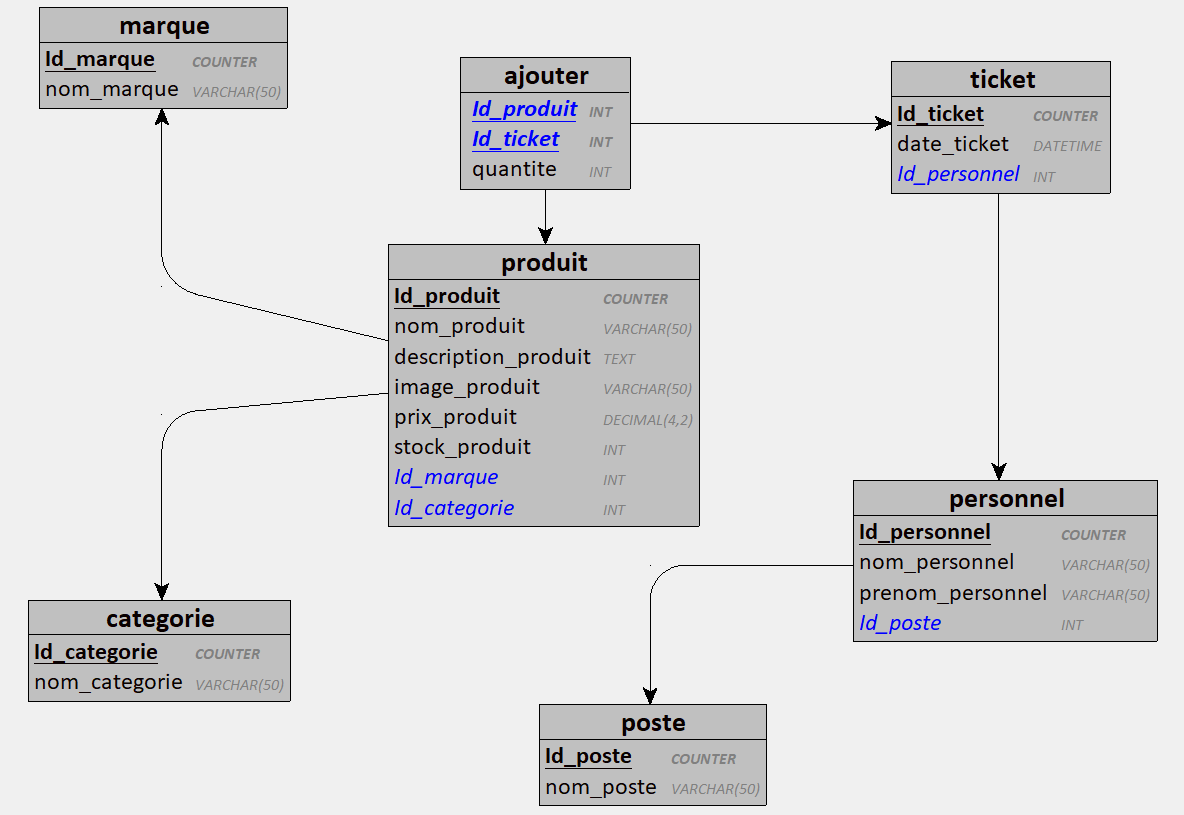 marque
Id_marque COUNTER
nom_marque VARCHAR(50)
ajouter
Id_produit INT
Id_ticket INT
quantite INT
ticket
Id_ticket COUNTER
date_ticket DATETIME
Id_personnel INT
produit
Id_produit COUNTER
nom_produit VARCHAR(50)
description_produit TEXT
image_produit VARCHAR(50)
prix_produit DECIMAL(4,2)
stock_produit INT
Id_marque INT
Id_categorie INT
personnel
Id_personnel COUNTER
nom_personnel VARCHAR(50)
prenom_personnel VARCHAR(50)
Id_poste INT
categorie
Id_categorie COUNTER
nom_categorie VARCHAR(50)
poste
Id_poste COUNTER
nom_poste VARCHAR(50)